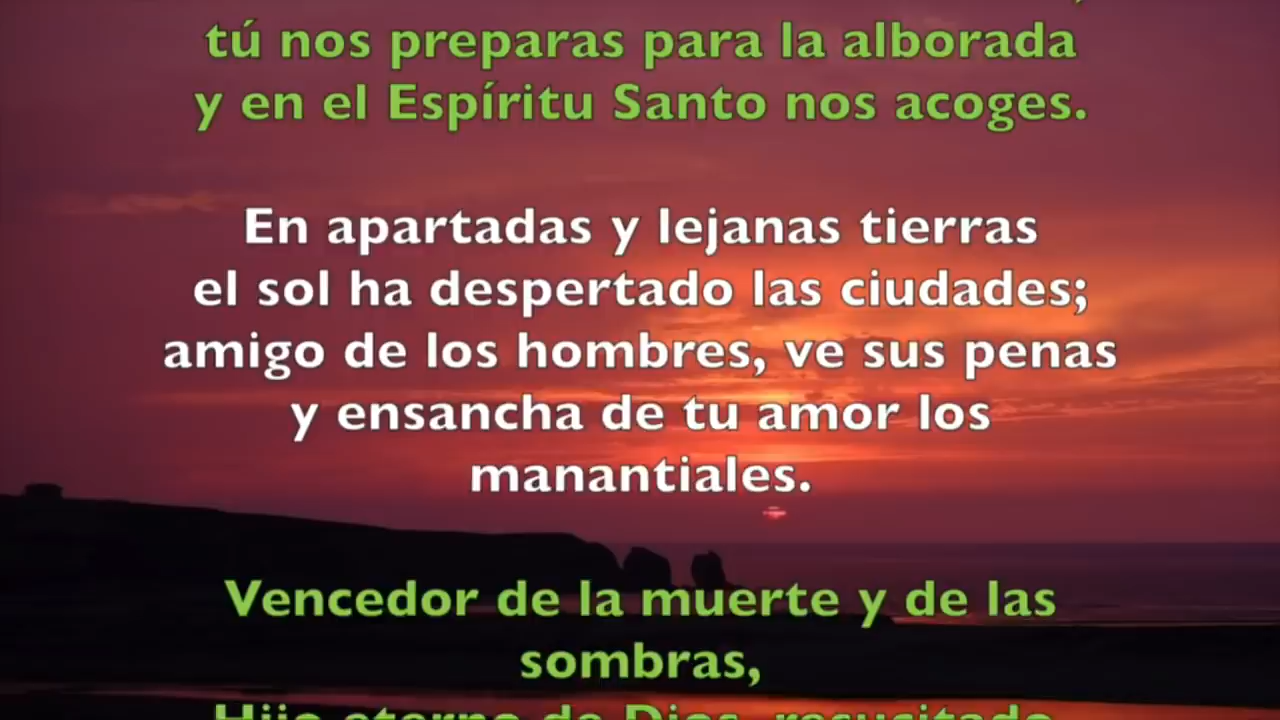 tú nos preparas para la alborada
y en el Espíritu Santo nos acoges.
En apartadas y lejanas tierras
el sol ha despertado las ciudades;
amigo de los hombres, ve sus penas
y ensancha de tu amor los
manantiales.
Vencedor de la muerte y de las
sombras,
Hijo eterno de Dios, resucitado